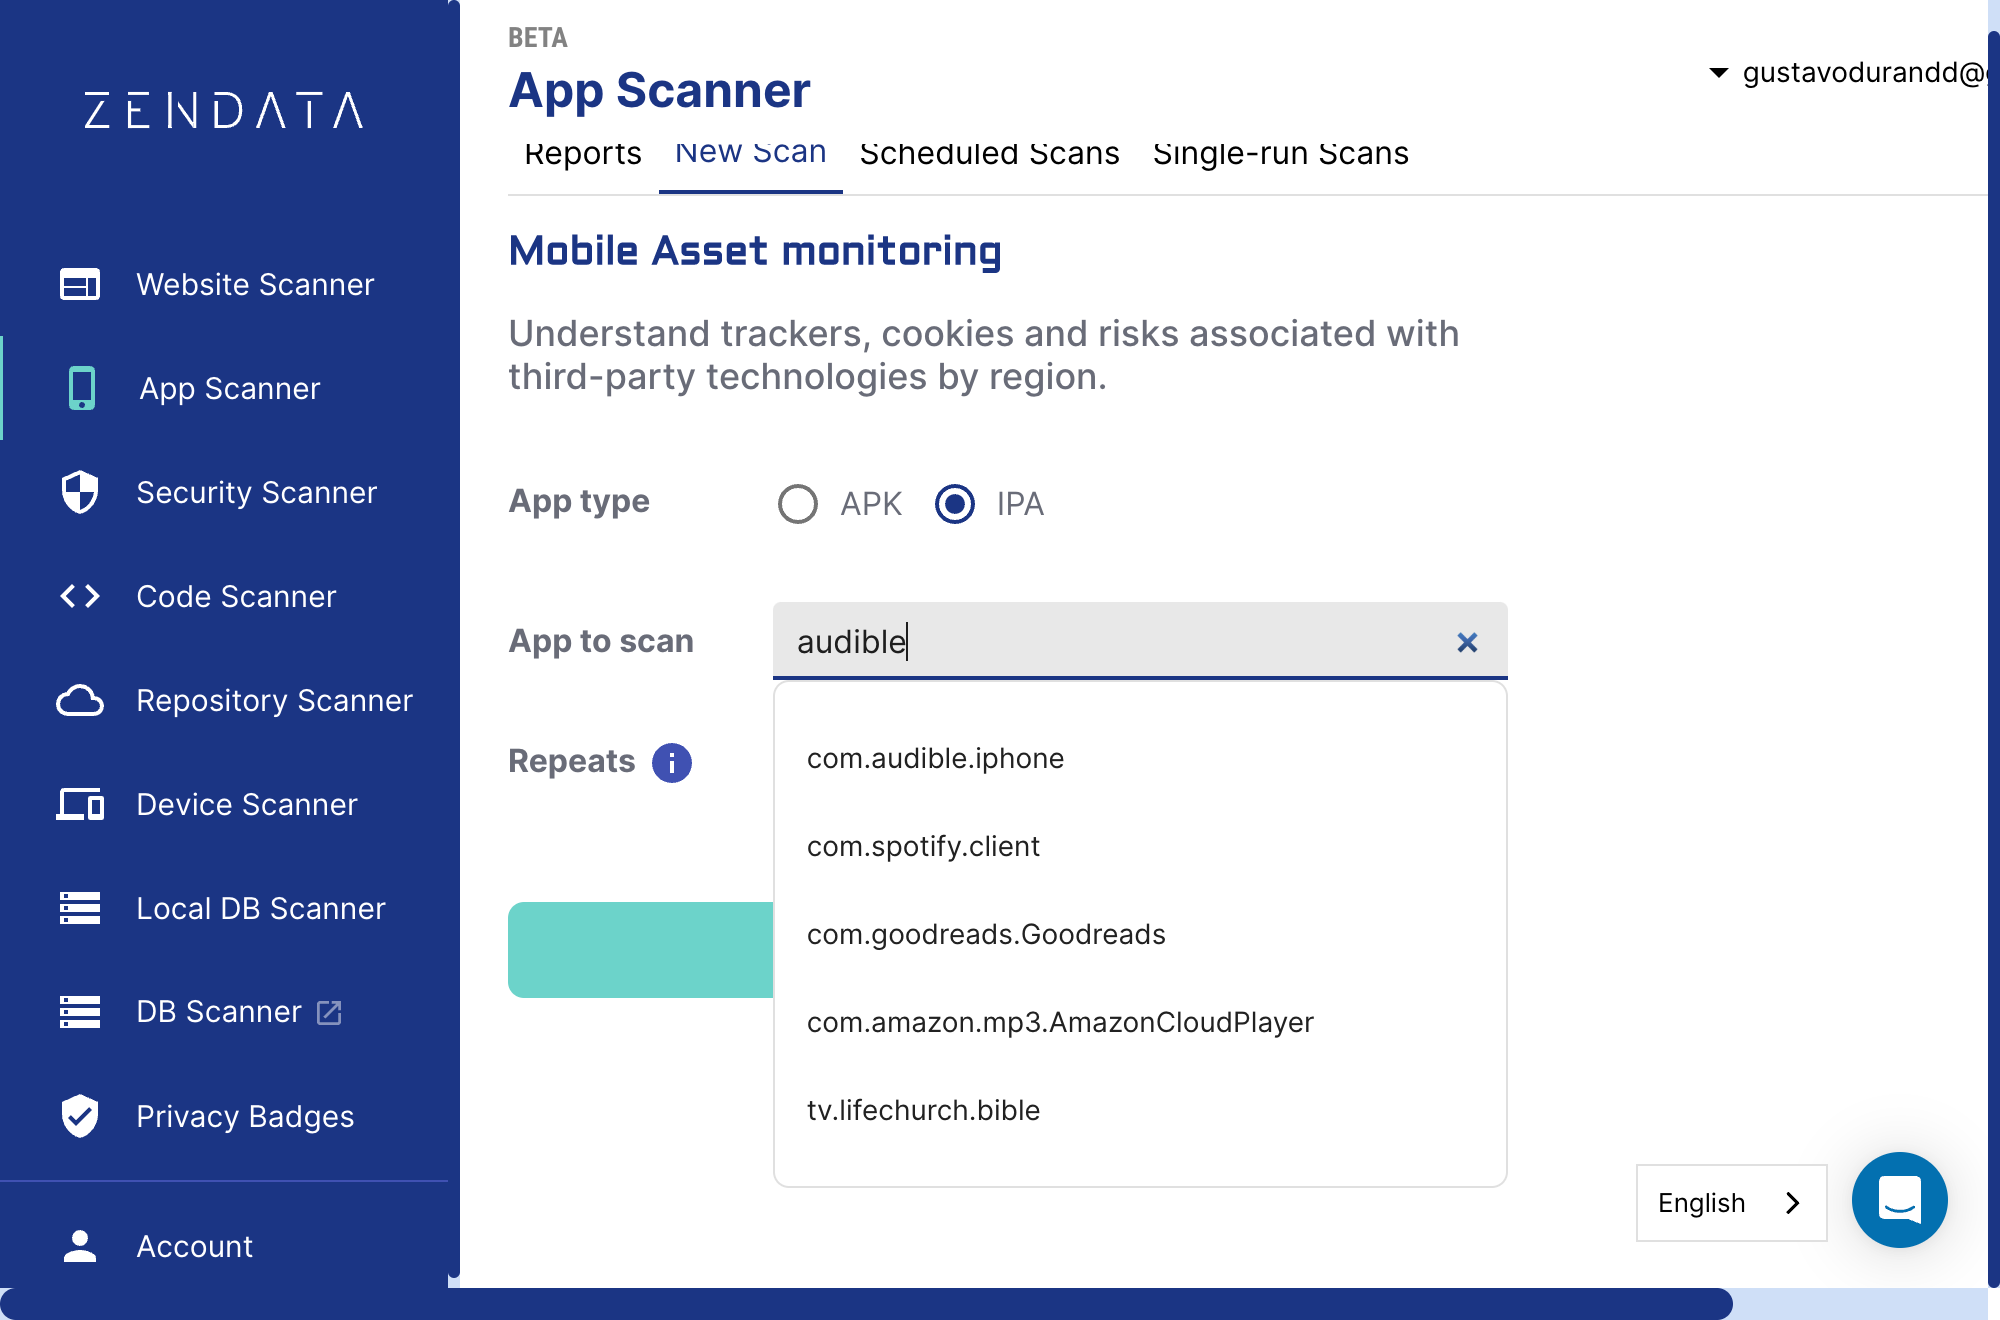 ZENDATA
Website Scanner
App Scanner
Security Scanner
Code Scanner
Repository Scanner
Device Scanner
Local DB Scanner
DB Scanner
Privacy Badges
Account
BETA
App Scanner
gustavodurandd@
Reports New Scan Scheduled Scans Single-run Scans
Mobile Asset monitoring
Understand trackers, cookies and risks associated with
third-party technologies by region.
App type APK IPA
App to scan audible
Repeats
com.audible.iphone
com.spotify.client
com.goodreads.Goodreads
com.amazon.mp3.AmazonCloudPlayer
tv.lifechurch.bible
English